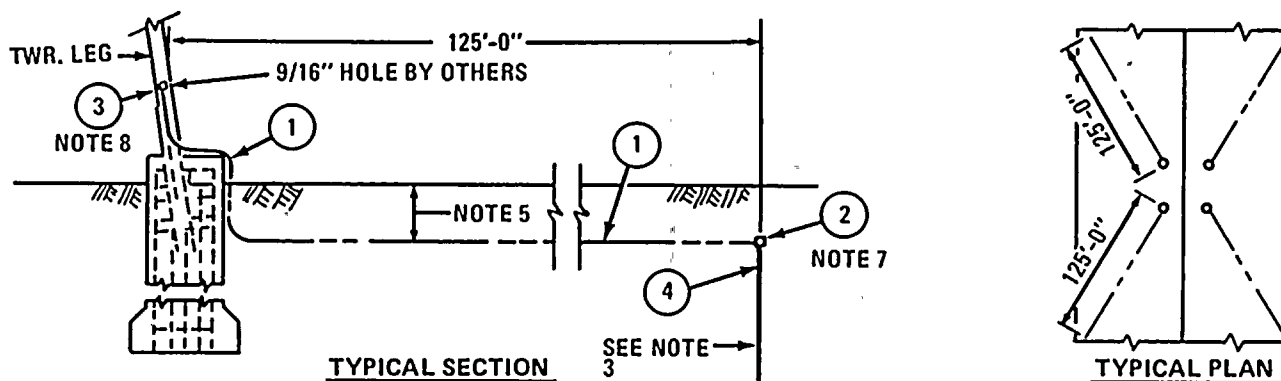 125'-0"
TWR. LEG
9/16" HOLE BY OTHERS
3
NOTE 8
1
NOTE 5
1
2
NOTE 7
4
SEE NOTE
3
TYPICAL SECTION
125'-0"
125'-0"
TYPICAL PLAN